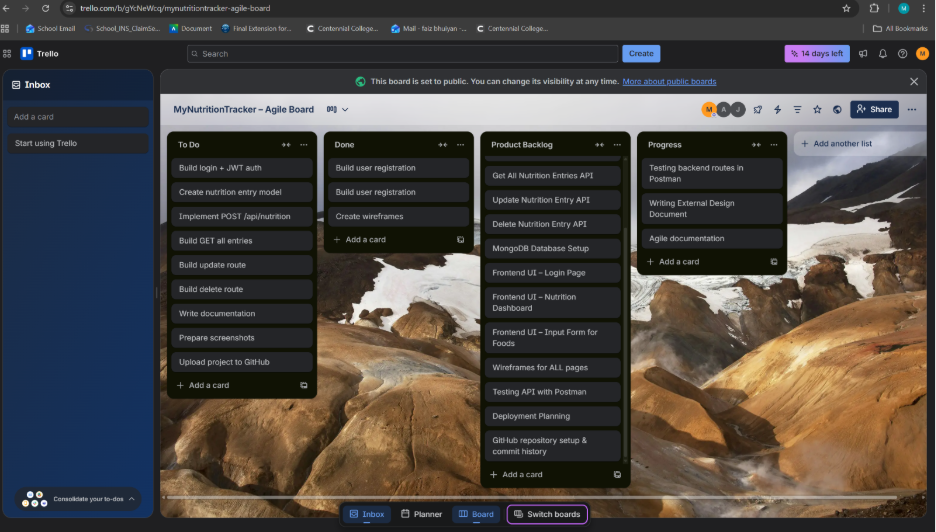 trello.com/b/gYcNeWcq/mynutritiontracker-agile-board
M
School Email
School_INS_ClaimSe...
Document
Final Extension for...
Centennial College...
Mail - faiz bhuiyan -...
Centennial College...
All Bookmarks
Trello
Search
Create
14 days left
M
Inbox
Add a card
Start using Trello
Consolidate your to-dos
This board is set to public. You can change its visibility at any time. More about public boards
MyNutritionTracker – Agile Board
M
A
J
Share
To Do
Build login + JWT auth
Create nutrition entry model
Implement POST /api/nutrition
Build GET all entries
Build update route
Build delete route
Write documentation
Prepare screenshots
Upload project to GitHub
Add a card
Done
Build user registration
Build user registration
Create wireframes
Add a card
Product Backlog
Get All Nutrition Entries API
Update Nutrition Entry API
Delete Nutrition Entry API
MongoDB Database Setup
Frontend UI – Login Page
Frontend UI – Nutrition
Dashboard
Frontend UI – Input Form for
Foods
Wireframes for ALL pages
Testing API with Postman
Deployment Planning
GitHub repository setup &
commit history
Add a card
Progress
Testing backend routes in
Postman
Writing External Design
Document
Agile documentation
Add a card
Add another list
Inbox
Planner
Board
Switch boards